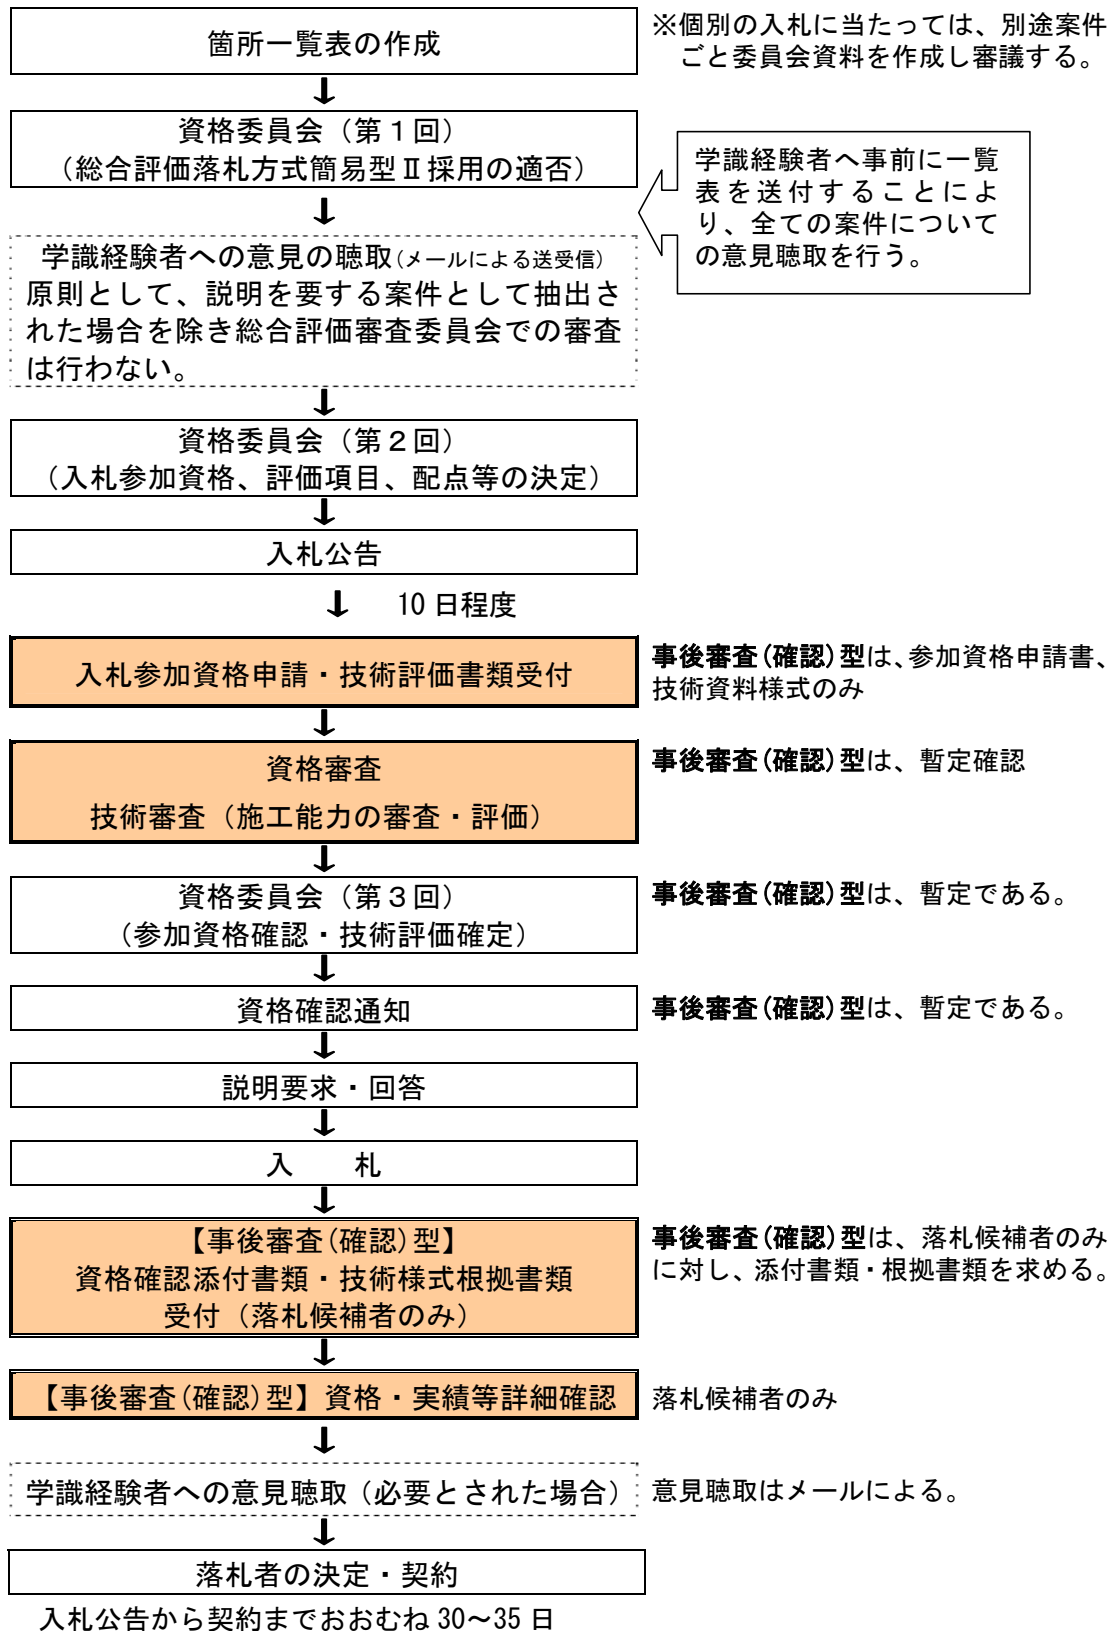 箇所一覧表の作成
※個別の入札に当たっては、別途案件
ごと委員会資料を作成し審議する。
資格委員会（第１回）
（総合評価落札方式簡易型Ⅱ採用の適否）
学識経験者へ事前に一覧
表を送付することによ
り、全ての案件について
の意見聴取を行う。
学識経験者への意見の聴取（メールによる送受信）
原則として、説明を要する案件として抽出さ
れた場合を除き総合評価審査委員会での審査
は行わない。
資格委員会（第２回）
（入札参加資格、評価項目、配点等の決定）
入札公告
10日程度
入札参加資格申請・技術評価書類受付
事後審査(確認)型は、参加資格申請書、
技術資料様式のみ
資格審査
技術審査（施工能力の審査・評価）
事後審査(確認)型は、暫定確認
資格委員会（第３回）
（参加資格確認・技術評価確定）
事後審査(確認)型は、暫定である。
資格確認通知
事後審査(確認)型は、暫定である。
説明要求・回答
入　　札
【事後審査(確認)型】
資格確認添付書類・技術様式根拠書類
受付（落札候補者のみ）
事後審査(確認)型は、落札候補者のみ
に対し、添付書類・根拠書類を求める。
【事後審査(確認)型】資格・実績等詳細確認
落札候補者のみ
学識経験者への意見聴取（必要とされた場合）
意見聴取はメールによる。
落札者の決定・契約
入札公告から契約までおおむね30～35日